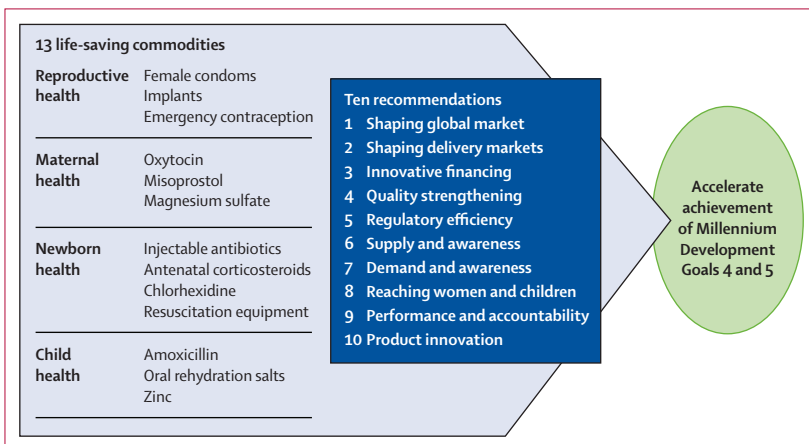 13 life-saving commodities
Reproductive health
Female condoms
Implants
Emergency contraception
Maternal health
Oxytocin
Misoprostol
Magnesium sulfate
Newborn health
Injectable antibiotics
Antenatal corticosteroids
Chlorhexidine
Resuscitation equipment
Child health
Amoxicillin
Oral rehydration salts
Zinc
Ten recommendations
1 Shaping global market
2 Shaping delivery markets
3 Innovative financing
4 Quality strengthening
5 Regulatory efficiency
6 Supply and awareness
7 Demand and awareness
8 Reaching women and children
9 Performance and accountability
10 Product innovation
Accelerate
achievement
of Millennium
Development
Goals 4 and 5